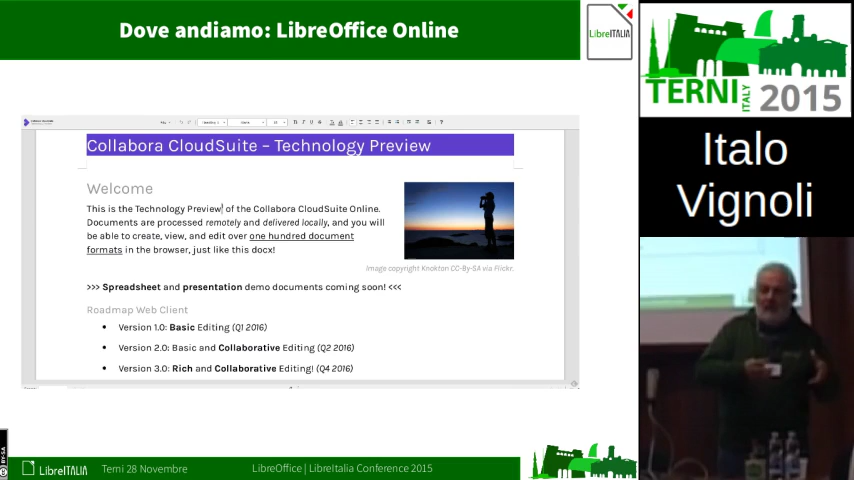 Dove andiamo: LibreOffice Online
LibreITALIA
Collabora CloudSuite – Technology Preview
Welcome
This is the Technology Preview of the Collabora CloudSuite Online.
Documents are processed remotely and delivered locally, and you will
be able to create, view, and edit over one hundred document
formats in the browser, just like this docx!
Image copyright Knokton CC-By-SA via Flickr.
>>> Spreadsheet and presentation demo documents coming soon! <<<
Roadmap Web Client
• Version 1.0: Basic Editing (Q1 2016)
• Version 2.0: Basic and Collaborative Editing (Q2 2016)
• Version 3.0: Rich and Collaborative Editing! (Q4 2016)
BY-SA
LibreITALIA
Terni 28 Novembre
LibreOffice | LibreItalia Conference 2015
TERNI
ITALY
2015
Italo
Vignoli